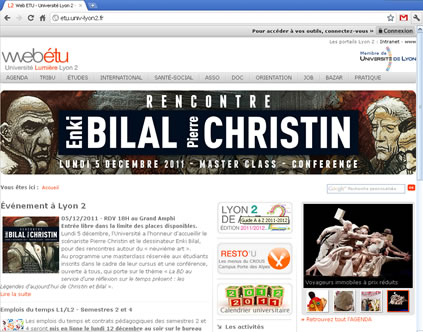 Web ETU - Université Lyon 2
etu.univ-lyon2.fr
Pour accéder à vos outils, connectez-vous » Connexion
Les portails Lyon 2 - Intranet - www
webétu
Université Lumière Lyon 2
Membre de
UNIVERSITÉ DE LYON
AGENDA TRIBU ÉTUDES INTERNATIONAL SANTÉ-SOCIAL ASSO DOC ORIENTATION JOB BAZAR PRATIQUE
RENCONTRE
Enki BILAL Pierre CHRISTIN
LUNDI 5 DÉCEMBRE 2011 - MASTER CLASS - CONFERENCE
Vous êtes ici : Accueil
Google
Événement à Lyon 2
05/12/2011 - RDV 18H au Grand Amphi
Entrée libre dans la limite des places disponibles.
Lundi 5 décembre, l'Université a l'honneur d'accueillir le
scénariste Pierre Christin et le dessinateur Enki Bilal,
pour des rencontres autour du « neuvième art ».
Au programme une masterclass réservée aux étudiants
inscrits dans le cadre de leur cursus et une conférence,
ouverte à tous, qui porte sur le thème « La BD au
service d'une réflexion sur le temps présent : les
Légendes d'aujourd'hui de Christin et Bilal ».
Lire la suite
Emplois du temps L1/L2 - Semestres 2 et 4
Les emplois du temps et contrats pédagogiques des semestres 2
et 4 seront mis en ligne le lundi 12 décembre au soir sur le bureau
LYON 2
DE
Guide A à Z 2011-2012
EDITION 2011/2012
RESTO'U
Les menus du CROUS
Campus Porte des Alpes
2011
2012
Calendrier universitaire
Les activités
Voyageurs immobiles à prix réduits
» Retrouvez tout l'AGENDA